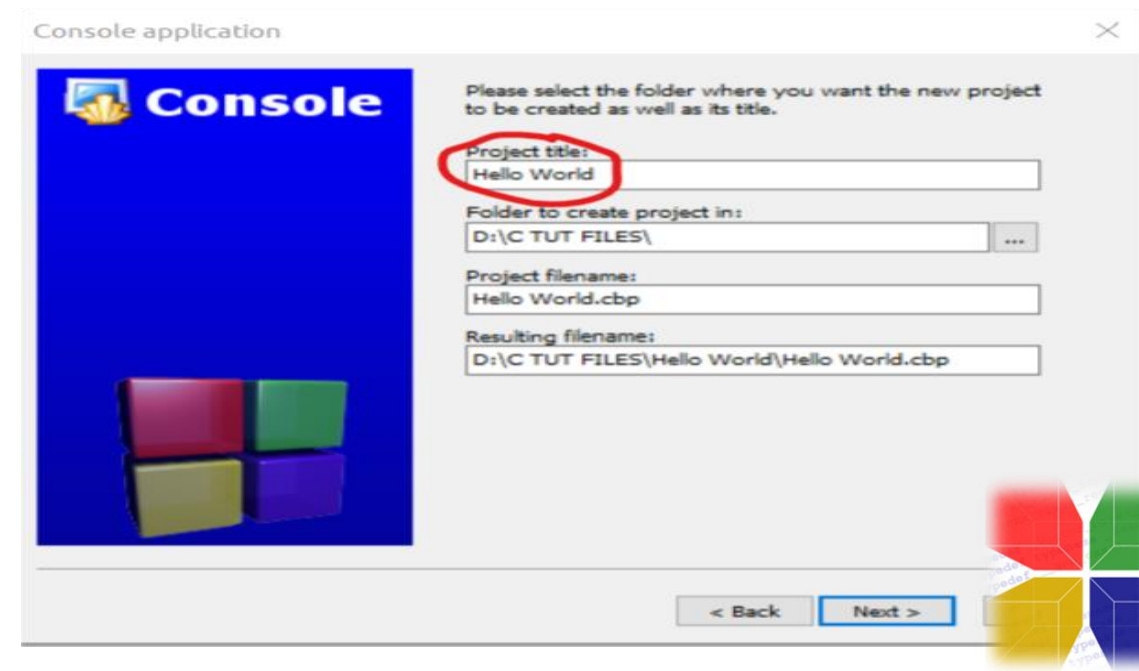 Console application
Console
Please select the folder where you want the new project
to be created as well as its title.
Project title:
Hello World
Folder to create project in:
D:\C TUT FILES\
...
Project filename:
Hello World.cbp
Resulting filename:
D:\C TUT FILES\Hello World\Hello World.cbp
< Back
Next >